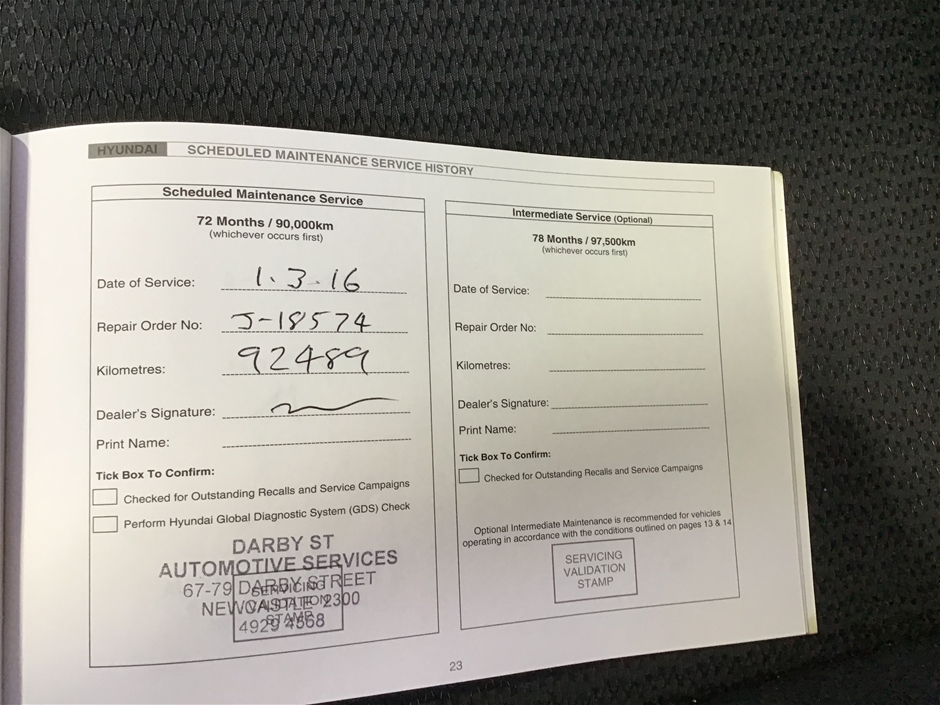 HYUNDAI SCHEDULED MAINTENANCE SERVICE HISTORY
Scheduled Maintenance Service
72 Months / 90,000km
(whichever occurs first)
Date of Service: 1.3.16
Repair Order No: J-18574
Kilometres: 92489
Dealer's Signature:
Print Name:
Tick Box To Confirm:
Checked for Outstanding Recalls and Service Campaigns
Perform Hyundai Global Diagnostic System (GDS) Check
DARBY ST
AUTOMOTIVE SERVICES
67-79 DARBY STREET
NEWCASTLE 2300
4929 4568
SERVICING
VALIDATION
STAMP
Intermediate Service (Optional)
78 Months / 97,500km
(whichever occurs first)
Date of Service:
Repair Order No:
Kilometres:
Dealer's Signature:
Print Name:
Tick Box To Confirm:
Checked for Outstanding Recalls and Service Campaigns
Optional Intermediate Maintenance is recommended for vehicles
operating in accordance with the conditions outlined on pages 13 & 14
SERVICING
VALIDATION
STAMP
23